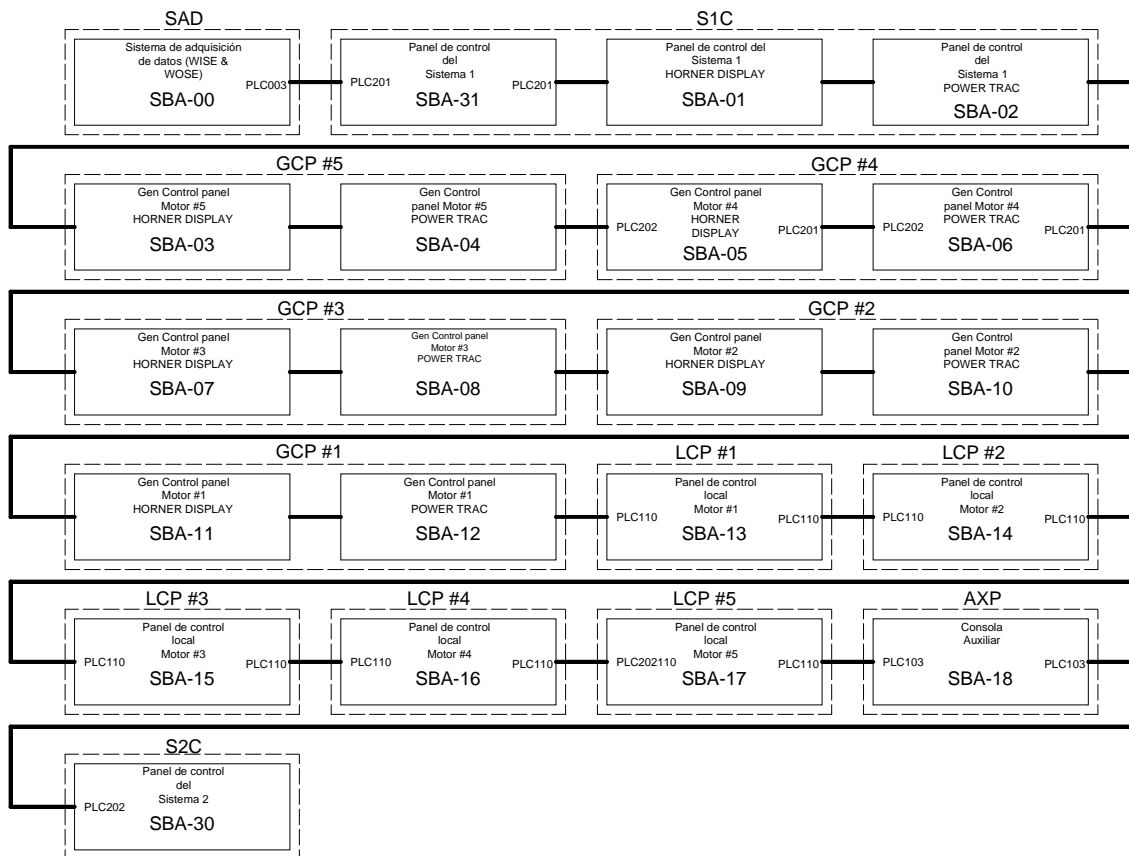 SAD
S1C
Sistema de adquisición
de datos (WISE &
WOSE)
PLC003
SBA-00
Panel de control
del
Sistema 1
PLC201
PLC201
SBA-31
Panel de control del
Sistema 1
HORNER DISPLAY
SBA-01
Panel de control
del
Sistema 1
POWER TRAC
SBA-02
GCP #5
GCP #4
Gen Control panel
Motor #5
HORNER DISPLAY
SBA-03
Gen Control
panel Motor #5
POWER TRAC
SBA-04
Gen Control panel
Motor #4
HORNER
DISPLAY
PLC202
PLC201
SBA-05
Gen Control
panel Motor #4
POWER TRAC
PLC202
PLC201
SBA-06
GCP #3
GCP #2
Gen Control panel
Motor #3
HORNER DISPLAY
SBA-07
Gen Control panel
Motor #3
POWER TRAC
SBA-08
Gen Control panel
Motor #2
HORNER DISPLAY
SBA-09
Gen Control
panel Motor #2
POWER TRAC
SBA-10
GCP #1
LCP #1
LCP #2
Gen Control panel
Motor #1
HORNER DISPLAY
SBA-11
Gen Control panel
Motor #1
POWER TRAC
SBA-12
Panel de control
local
Motor #1
PLC110
PLC110
SBA-13
Panel de control
local
Motor #2
PLC110
PLC110
SBA-14
LCP #3
LCP #4
LCP #5
AXP
Panel de control
local
Motor #3
PLC110
PLC110
SBA-15
Panel de control
local
Motor #4
PLC110
PLC110
SBA-16
Panel de control
local
Motor #5
PLC202110
PLC110
SBA-17
Consola
Auxiliar
PLC103
PLC103
SBA-18
S2C
Panel de control
del
Sistema 2
PLC202
SBA-30